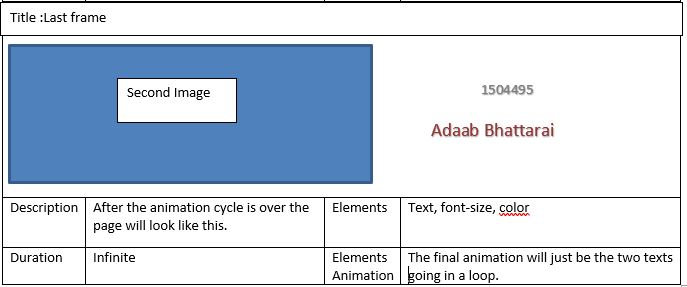 Title :Last frame
Second Image
1504495
Adaab Bhattarai
Description
After the animation cycle is over the
page will look like this.
Elements
Text, font-size, color
Duration
Infinite
Elements
Animation
The final animation will just be the two texts
going in a loop.